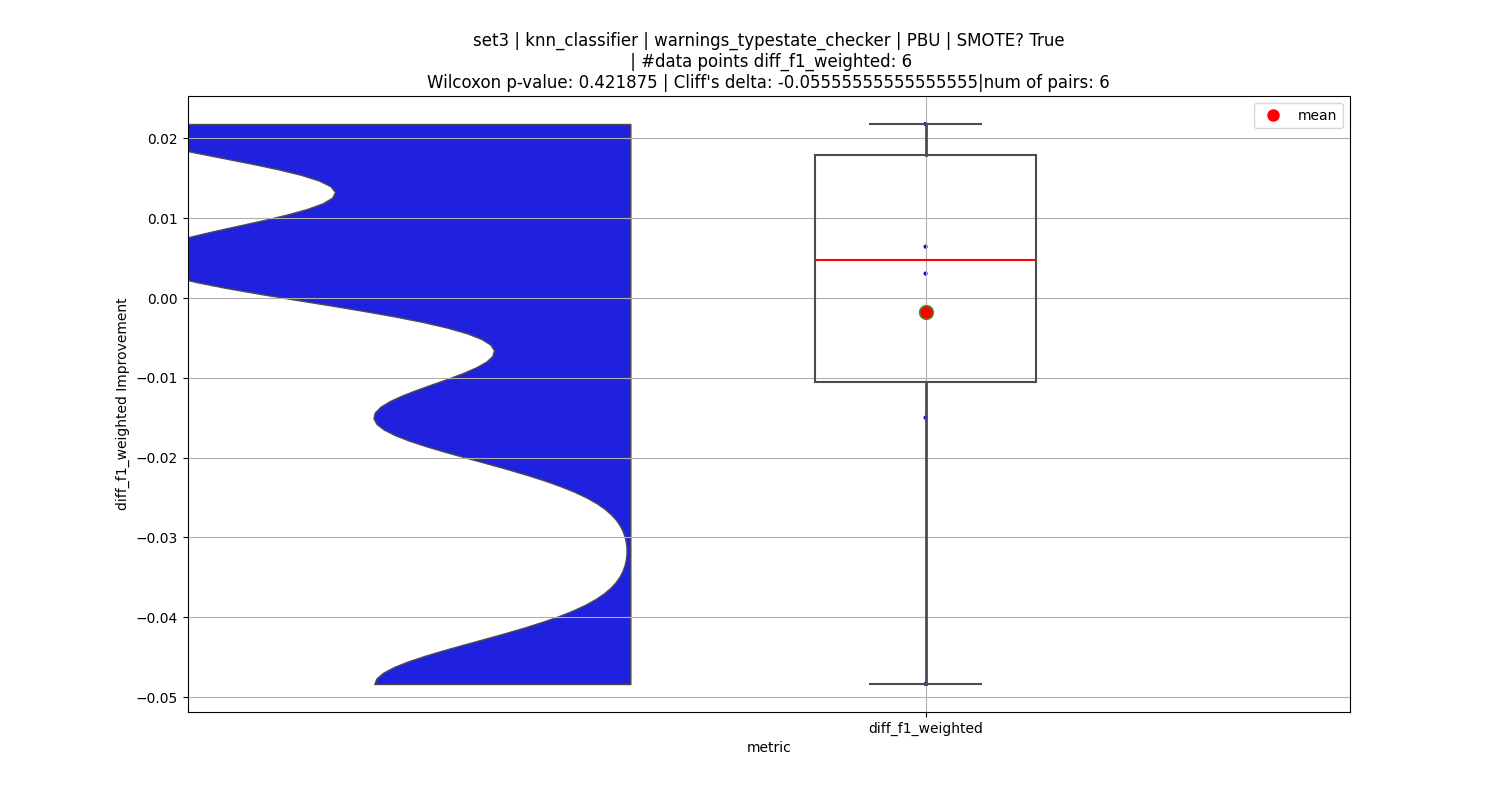 set3 | knn_classifier | warnings_typestate_checker | PBU | SMOTE? True
| #data points diff_f1_weighted: 6
Wilcoxon p-value: 0.421875 | Cliff's delta: -0.05555555555555555|num of pairs: 6
mean
0.02
0.01
0.00
−0.01
−0.02
−0.03
−0.04
−0.05
diff_f1_weighted Improvement
diff_f1_weighted
metric